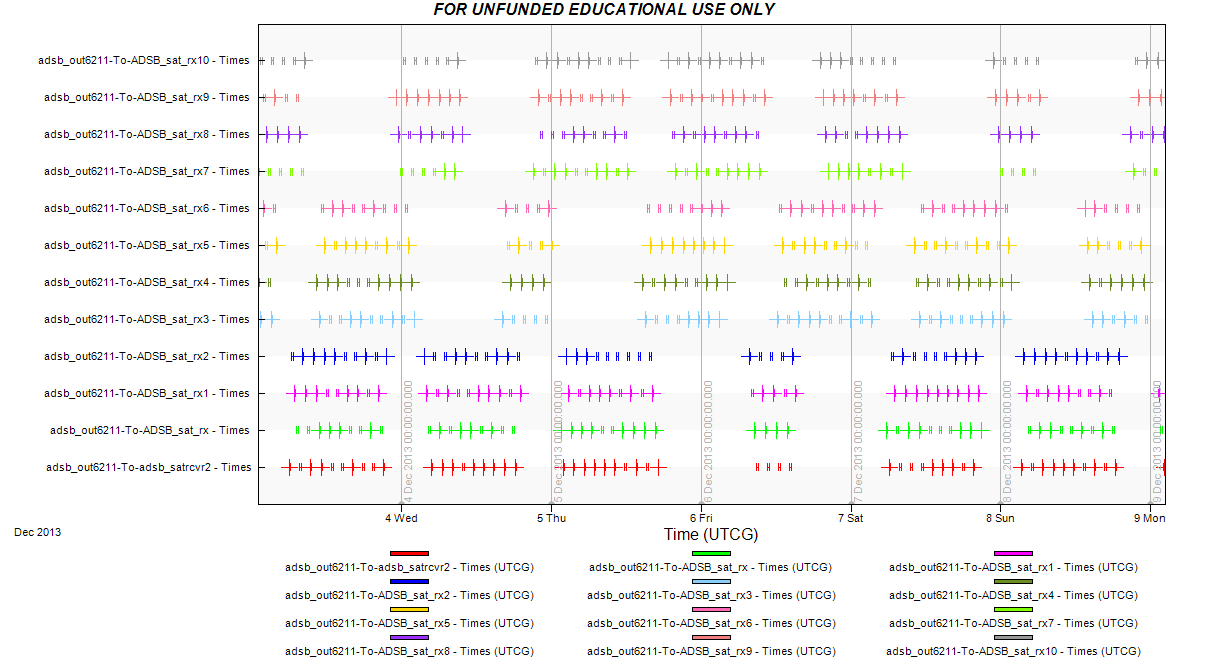 FOR UNFUNDED EDUCATIONAL USE ONLY
adsb_out6211-To-ADSB_sat_rx10 - Times
adsb_out6211-To-ADSB_sat_rx9 - Times
adsb_out6211-To-ADSB_sat_rx8 - Times
adsb_out6211-To-ADSB_sat_rx7 - Times
adsb_out6211-To-ADSB_sat_rx6 - Times
adsb_out6211-To-ADSB_sat_rx5 - Times
adsb_out6211-To-ADSB_sat_rx4 - Times
adsb_out6211-To-ADSB_sat_rx3 - Times
adsb_out6211-To-ADSB_sat_rx2 - Times
adsb_out6211-To-ADSB_sat_rx1 - Times
adsb_out6211-To-ADSB_sat_rx - Times
adsb_out6211-To-adsb_satrcvr2 - Times
4 Dec 2013 00:00:00.000
5 Dec 2013 00:00:00.000
6 Dec 2013 00:00:00.000
7 Dec 2013 00:00:00.000
8 Dec 2013 00:00:00.000
9 Dec 2013 00:00:00.000
4 Wed 5 Thu 6 Fri 7 Sat 8 Sun 9 Mon
Dec 2013
Time (UTCG)
adsb_out6211-To-adsb_satrcvr2 - Times (UTCG) adsb_out6211-To-ADSB_sat_rx - Times (UTCG) adsb_out6211-To-ADSB_sat_rx1 - Times (UTCG)
adsb_out6211-To-ADSB_sat_rx2 - Times (UTCG) adsb_out6211-To-ADSB_sat_rx3 - Times (UTCG) adsb_out6211-To-ADSB_sat_rx4 - Times (UTCG)
adsb_out6211-To-ADSB_sat_rx5 - Times (UTCG) adsb_out6211-To-ADSB_sat_rx6 - Times (UTCG) adsb_out6211-To-ADSB_sat_rx7 - Times (UTCG)
adsb_out6211-To-ADSB_sat_rx8 - Times (UTCG) adsb_out6211-To-ADSB_sat_rx9 - Times (UTCG) adsb_out6211-To-ADSB_sat_rx10 - Times (UTCG)